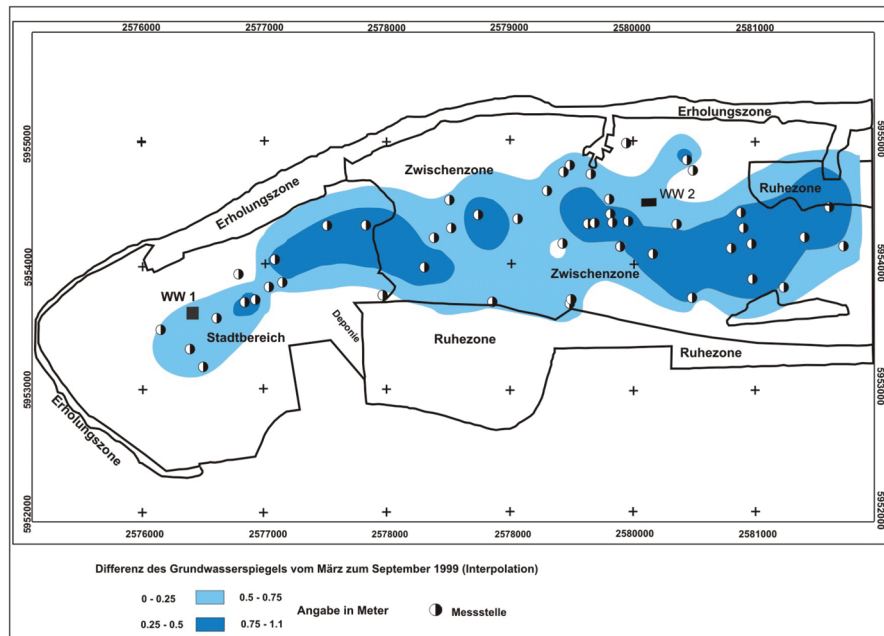 2576000 2577000 2578000 2579000 2580000 2581000
5955000 5955000
Erholungszone
Zwischenzone
Erholungszone
WW 2
Ruhezone
5954000 5954000
Zwischenzone
WW 1
Stadtbereich
Deponie
Ruhezone
Ruhezone
5953000 5953000
Erholungszone
5952000 5952000
2576000 2577000 2578000 2578000 2580000 2581000
Differenz des Grundwasserspiegels vom März zum September 1999 (Interpolation)
0 - 0.25 0.5 - 0.75
Angabe in Meter Messstelle
0.25 - 0.5 0.75 - 1.1